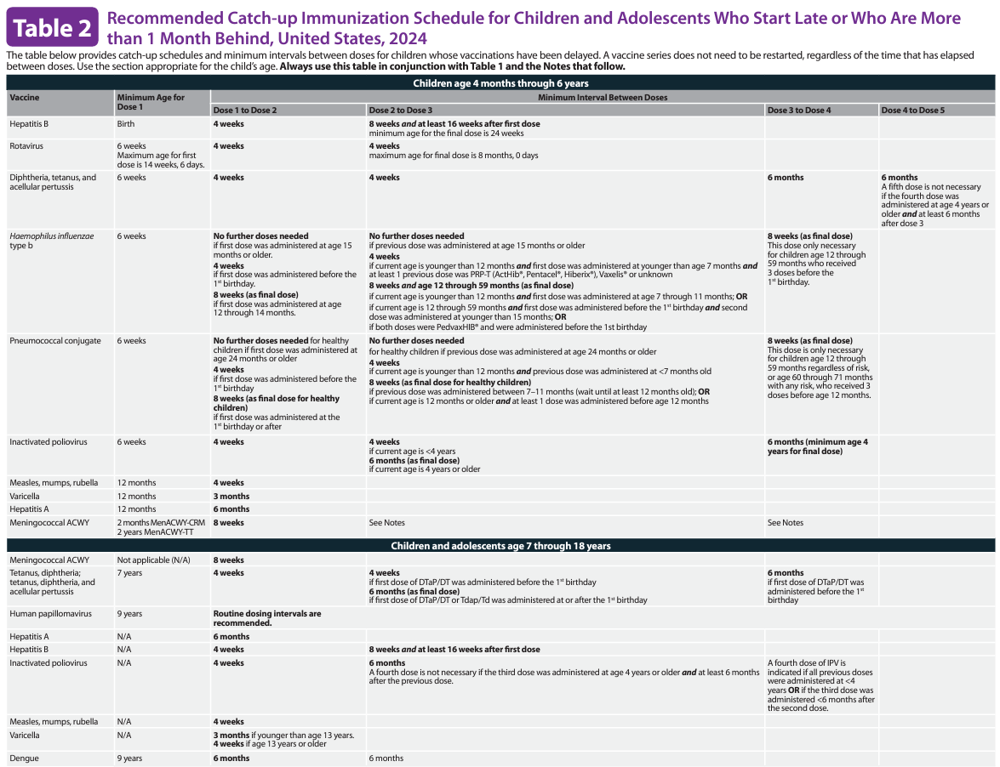 Table 2
Recommended Catch-up Immunization Schedule for Children and Adolescents Who Start Late or Who Are More
than 1 Month Behind, United States, 2024
The table below provides catch-up schedules and minimum intervals between doses for children whose vaccinations have been delayed. A vaccine series does not need to be restarted, regardless of the time that has elapsed
between doses. Use the section appropriate for the child's age. Always use this table in conjunction with Table 1 and the Notes that follow.
Children age 4 months through 6 years
Vaccine
Minimum Age for
Dose 1
Minimum Interval Between Doses
Dose 1 to Dose 2
Dose 2 to Dose 3
Dose 3 to Dose 4
Dose 4 to Dose 5
Hepatitis B
Birth
4 weeks
8 weeks and at least 16 weeks after first dose
minimum age for the final dose is 24 weeks
Rotavirus
6 weeks
Maximum age for first
dose is 14 weeks, 6 days.
4 weeks
4 weeks
maximum age for final dose is 8 months, 0 days
Diphtheria, tetanus, and
acellular pertussis
6 weeks
4 weeks
4 weeks
6 months
6 months
A fifth dose is not necessary
if the fourth dose was
administered at age 4 years or
older and at least 6 months
after dose 3
Haemophilus influenzae
type b
6 weeks
No further doses needed
if first dose was administered at age 15
months or older.
4 weeks
if first dose was administered before the
1st birthday.
8 weeks (as final dose)
if first dose was administered at age
12 through 14 months.
No further doses needed
if previous dose was administered at age 15 months or older
4 weeks
if current age is younger than 12 months and first dose was administered at younger than age 7 months and
at least 1 previous dose was PRP-T (ActHib®, Pentacel®, Hiberix®), Vaxelis® or unknown
8 weeks and age 12 through 59 months (as final dose)
if current age is younger than 12 months and first dose was administered at age 7 through 11 months; OR
if current age is 12 through 59 months and first dose was administered before the 1st birthday and second
dose was administered at younger than 15 months; OR
if both doses were PedvaxHIB® and were administered before the 1st birthday
8 weeks (as final dose)
This dose only necessary
for children age 12 through
59 months who received
3 doses before the
1st birthday.
Pneumococcal conjugate
6 weeks
No further doses needed for healthy
children if first dose was administered at
age 24 months or older
4 weeks
if first dose was administered before the
1st birthday
8 weeks (as final dose for healthy
children)
if first dose was administered at the
1st birthday or after
No further doses needed
for healthy children if previous dose was administered at age 24 months or older
4 weeks
if current age is younger than 12 months and previous dose was administered at <7 months old
8 weeks (as final dose for healthy children)
if previous dose was administered between 7–11 months (wait until at least 12 months old); OR
if current age is 12 months or older and at least 1 dose was administered before age 12 months
8 weeks (as final dose)
This dose is only necessary
for children age 12 through
59 months regardless of risk,
or age 60 through 71 months
with any risk, who received 3
doses before age 12 months.
Inactivated poliovirus
6 weeks
4 weeks
4 weeks
if current age is <4 years
6 months (as final dose)
if current age is 4 years or older
6 months (minimum age 4
years for final dose)
Measles, mumps, rubella
12 months
4 weeks
Varicella
12 months
3 months
Hepatitis A
12 months
6 months
Meningococcal ACWY
2 months MenACWY-CRM
2 years MenACWY-TT
8 weeks
See Notes
See Notes
Children and adolescents age 7 through 18 years
Meningococcal ACWY
Not applicable (N/A)
8 weeks
Tetanus, diphtheria;
tetanus, diphtheria, and
acellular pertussis
7 years
4 weeks
4 weeks
if first dose of DTaP/DT was administered before the 1st birthday
6 months (as final dose)
if first dose of DTaP/DT or Tdap/Td was administered at or after the 1st birthday
6 months
if first dose of DTaP/DT was
administered before the 1st
birthday
Human papillomavirus
9 years
Routine dosing intervals are
recommended.
Hepatitis A
N/A
6 months
Hepatitis B
N/A
4 weeks
8 weeks and at least 16 weeks after first dose
Inactivated poliovirus
N/A
4 weeks
6 months
A fourth dose is not necessary if the third dose was administered at age 4 years or older and at least 6 months
after the previous dose.
A fourth dose of IPV is
indicated if all previous doses
were administered at <4
years OR if the third dose was
administered <6 months after
the second dose.
Measles, mumps, rubella
N/A
4 weeks
Varicella
N/A
3 months if younger than age 13 years.
4 weeks if age 13 years or older
Dengue
9 years
6 months
6 months